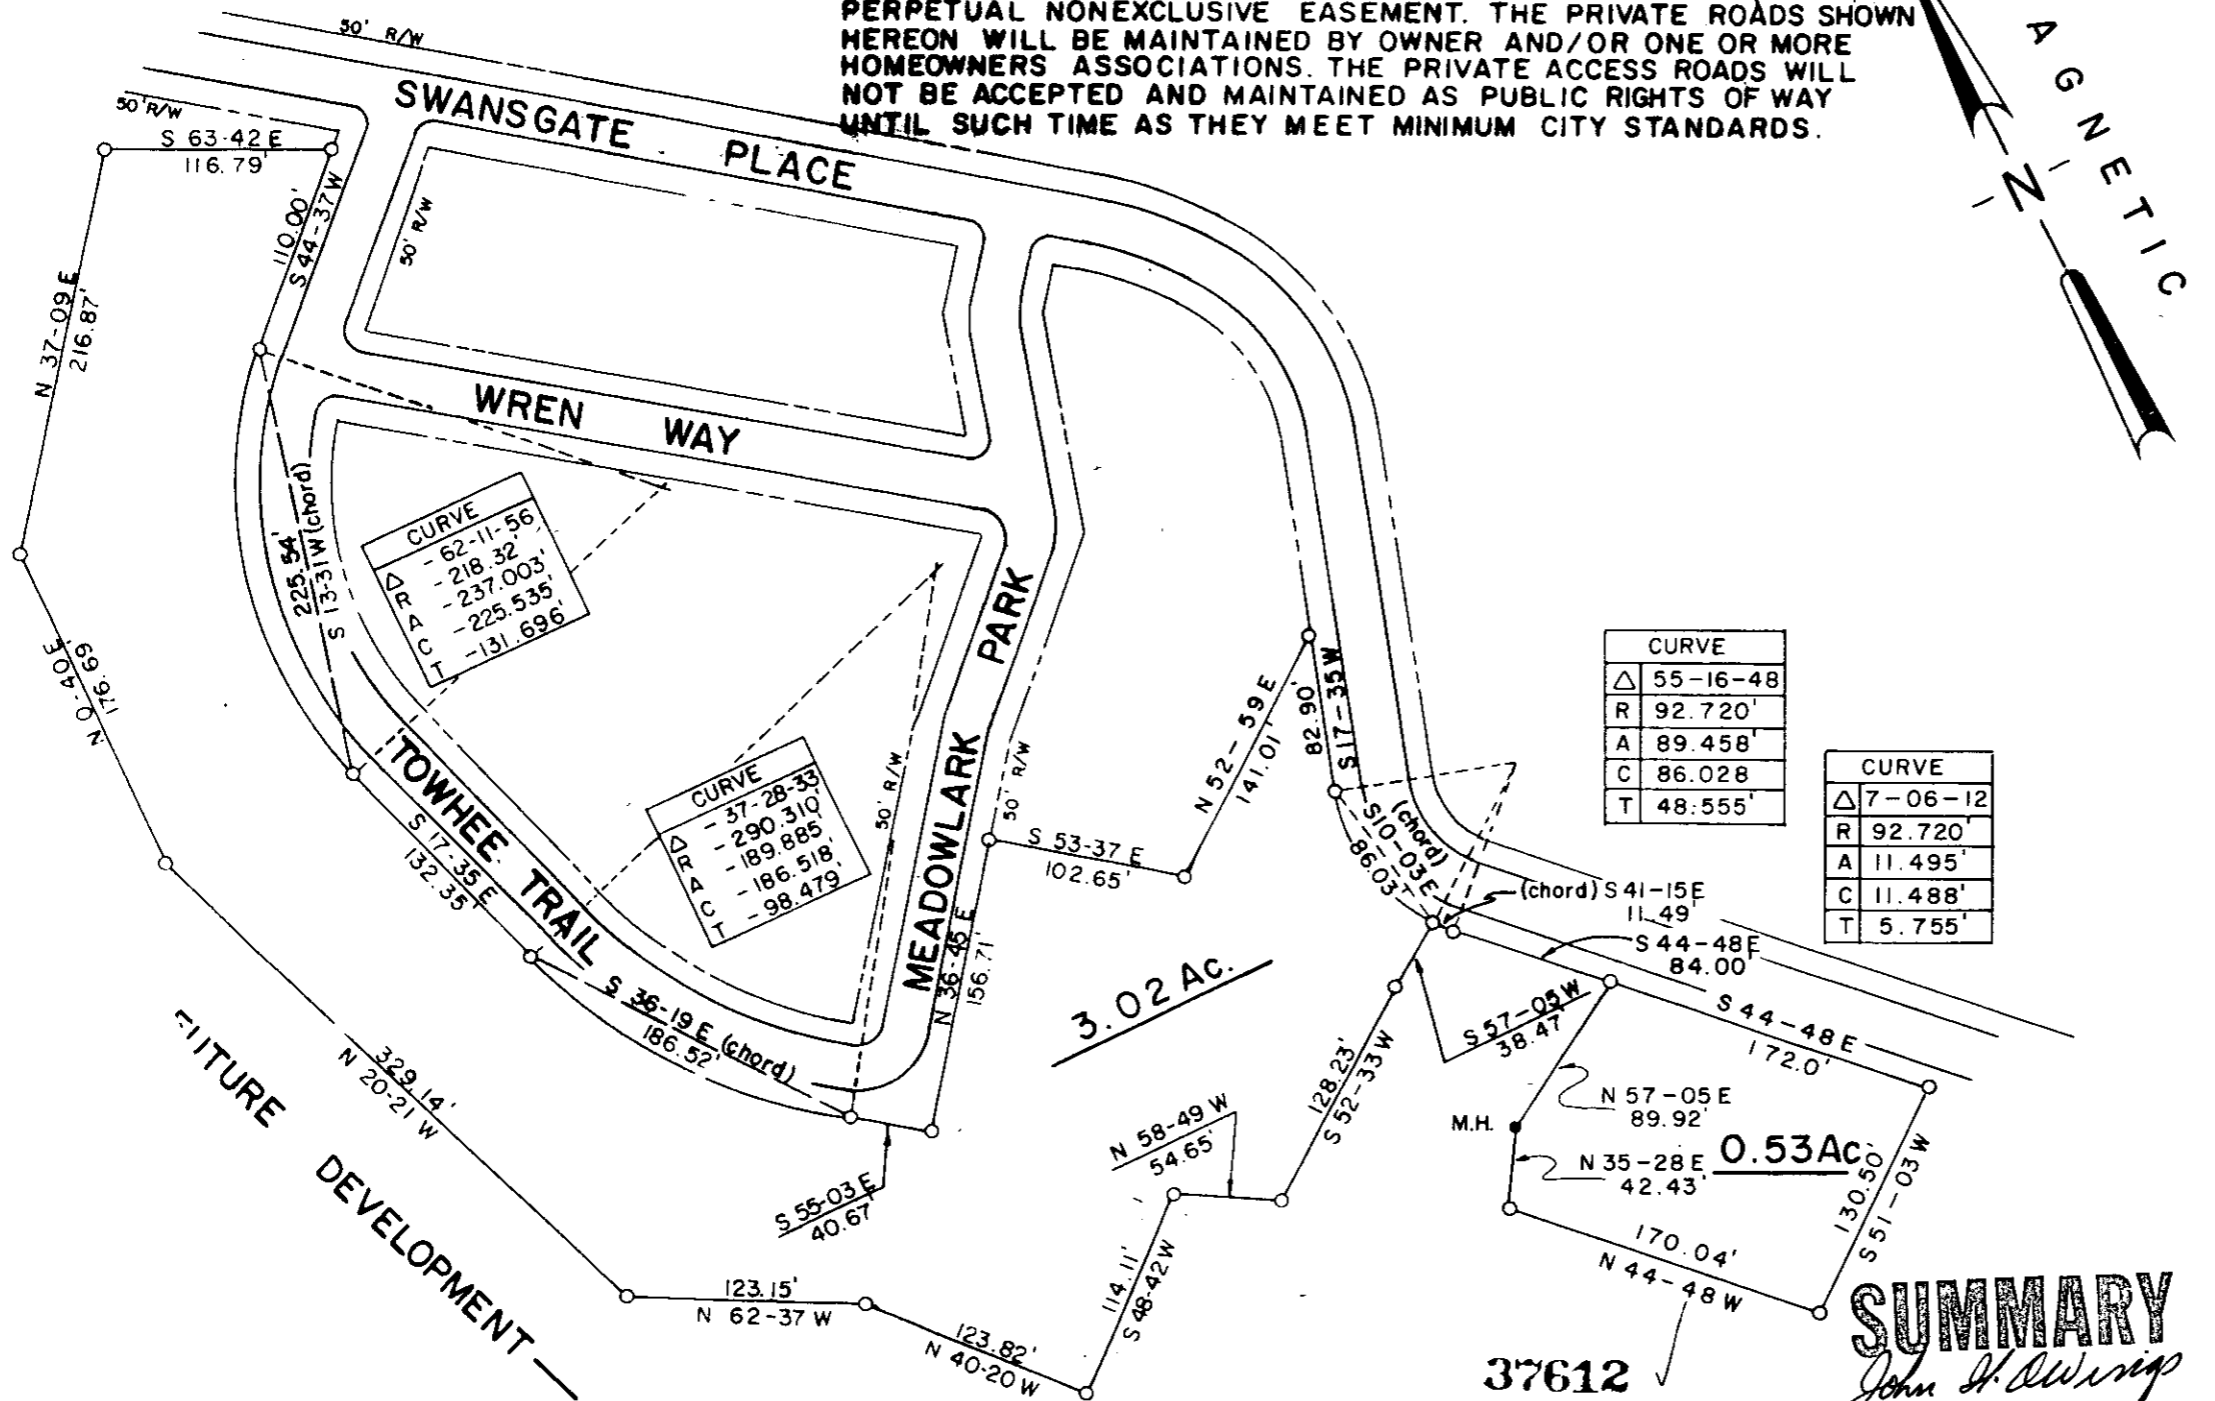 PERPETUAL NONEXCLUSIVE EASEMENT. THE PRIVATE ROADS SHOWN
HEREON WILL BE MAINTAINED BY OWNER AND/OR ONE OR MORE
HOMEOWNERS ASSOCIATIONS. THE PRIVATE ACCESS ROADS WILL
NOT BE ACCEPTED AND MAINTAINED AS PUBLIC RIGHTS OF WAY
UNTIL SUCH TIME AS THEY MEET MINIMUM CITY STANDARDS.
AGNETIC
N
50' R/W
SWANSGATE PLACE
50' R/W
S 63-42 E
116.79'
110.00'
S 44-37 W
50' R/W
N 37-09 E
216.87'
WREN WAY
N 0-40 E
176.69'
225.54'
S 13-31 W (chord)
CURVE
△ - 62-11-56
R - 218.32'
A - 237.003'
C - 225.535'
T - 131.696'
TOWHEE TRAIL
S 17-35 E
132.35'
CURVE
△ - 37-28-33
R - 290.310'
A - 189.885'
C - 186.518'
T - 98.479'
50' R/W
MEADOWLARK PARK
50' R/W
N 36-45 E
156.71'
S 36-19 E (chord)
186.52'
S 53-37 E
102.65'
N 52-59 E
141.01'
82.90'
S 17-35 W
(chord)
S10-03 E
86.03'
CURVE
△ 55-16-48
R 92.720'
A 89.458'
C 86.028
T 48.555'
CURVE
△ 7-06-12
R 92.720'
A 11.495'
C 11.488'
T 5.755'
(chord) S 41-15 E
11.49'
S 44-48 E
84.00'
S 44-48 E
172.0'
S 57-05 W
38.47'
3.02 Ac.
128.23'
S 52-33 W
N 58-49 W
54.65'
N 57-05 E
89.92'
M.H.
N 35-28 E
42.43'
0.53 Ac.
130.50'
S 51-03 W
170.04'
N 44-48 W
S 55-03 E
40.67'
114.11'
S 48-42 W
329.14'
N 20-21 W
123.15'
N 62-37 W
123.82'
N 40-20 W
ITURE DEVELOPMENT
37612
SUMMARY
John H. Owings